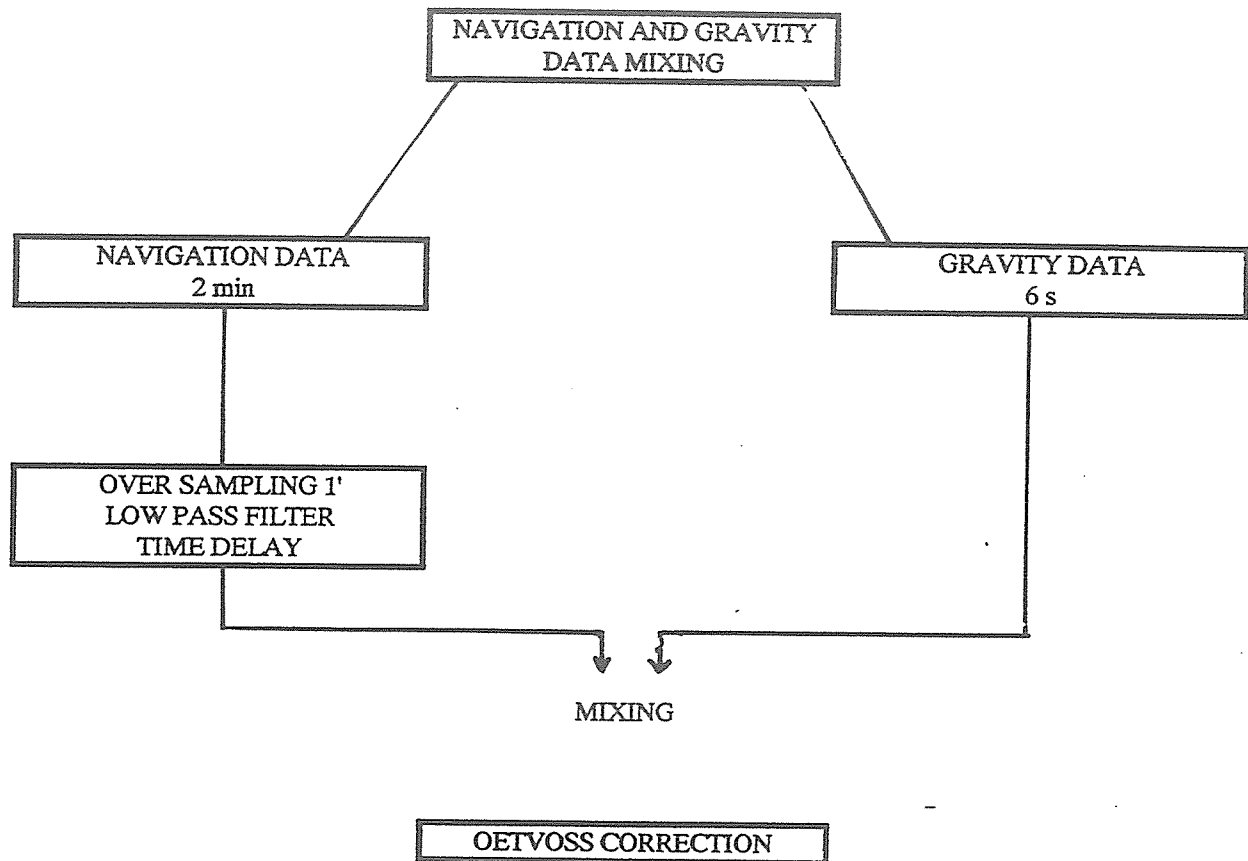 NAVIGATION AND GRAVITY
DATA MIXING
NAVIGATION DATA
2 min
GRAVITY DATA
6 s
OVER SAMPLING 1'
LOW PASS FILTER
TIME DELAY
MIXING
OETVOSS CORRECTION